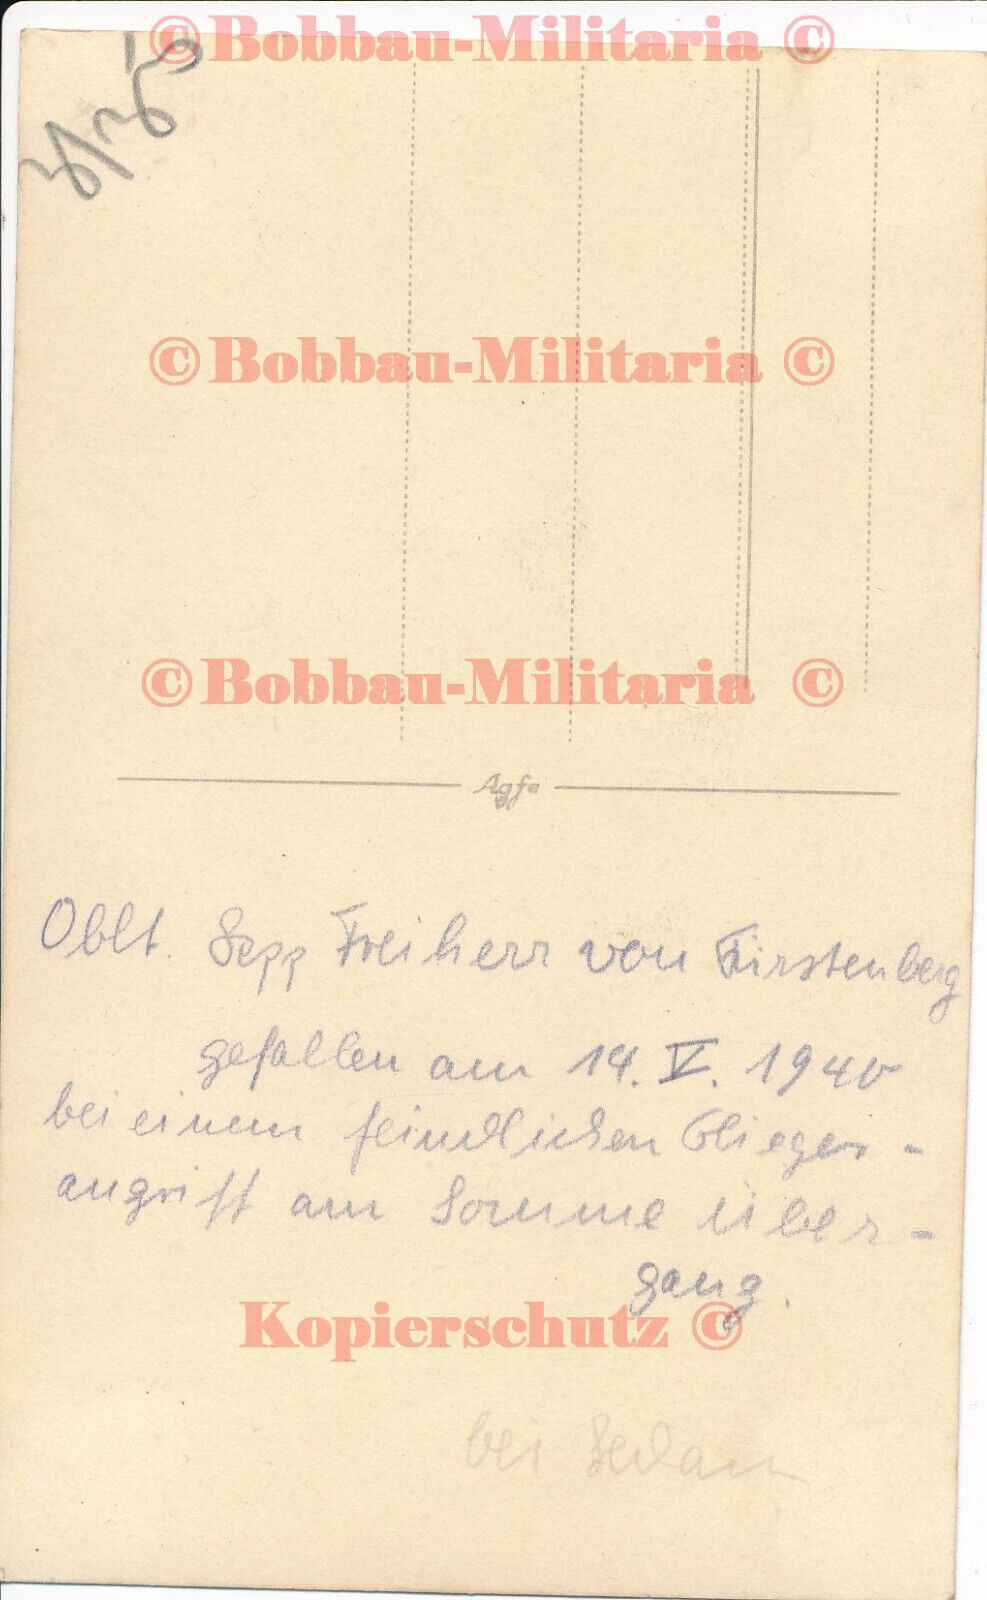 ©Bobbau-Militaria ©
©Bobbau-Militaria ©
©Bobbau-Militaria ©
Agfa
Oblt. Sepp Freiherr von Fürstenberg
gefallen am 14. V. 1940
bei einem feindlichen Flieger-
angriff am Somme über-
gang.
Kopierschutz ©
bei Sedan